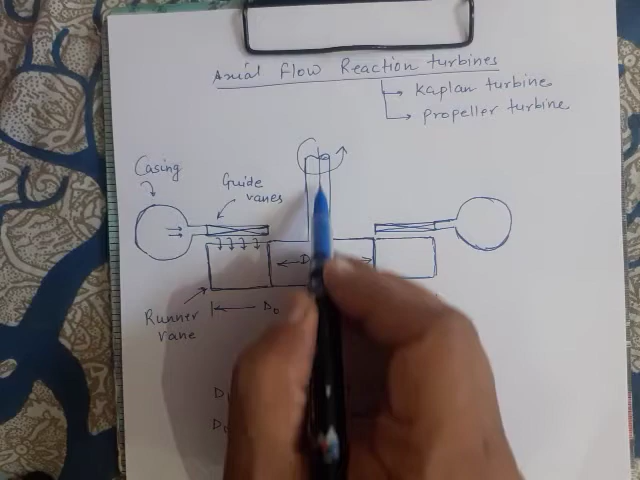 Axial Flow Reaction turbines
Kaplan turbine
propeller turbine
Casing
Guide
vanes
D
Runner
vane
D₀